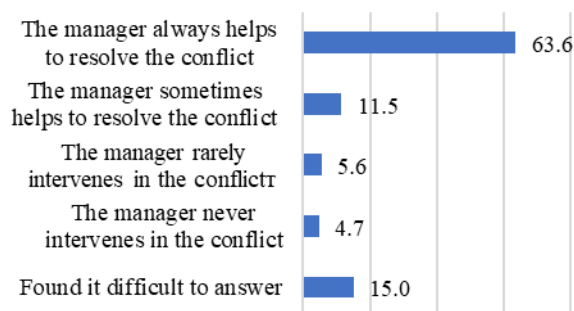 The manager always helps
to resolve the conflict
63.6
The manager sometimes
helps to resolve the conflict
11.5
The manager rarely
intervenes in the conflictт
5.6
The manager never
intervenes in the conflict
4.7
Found it difficult to answer
15.0